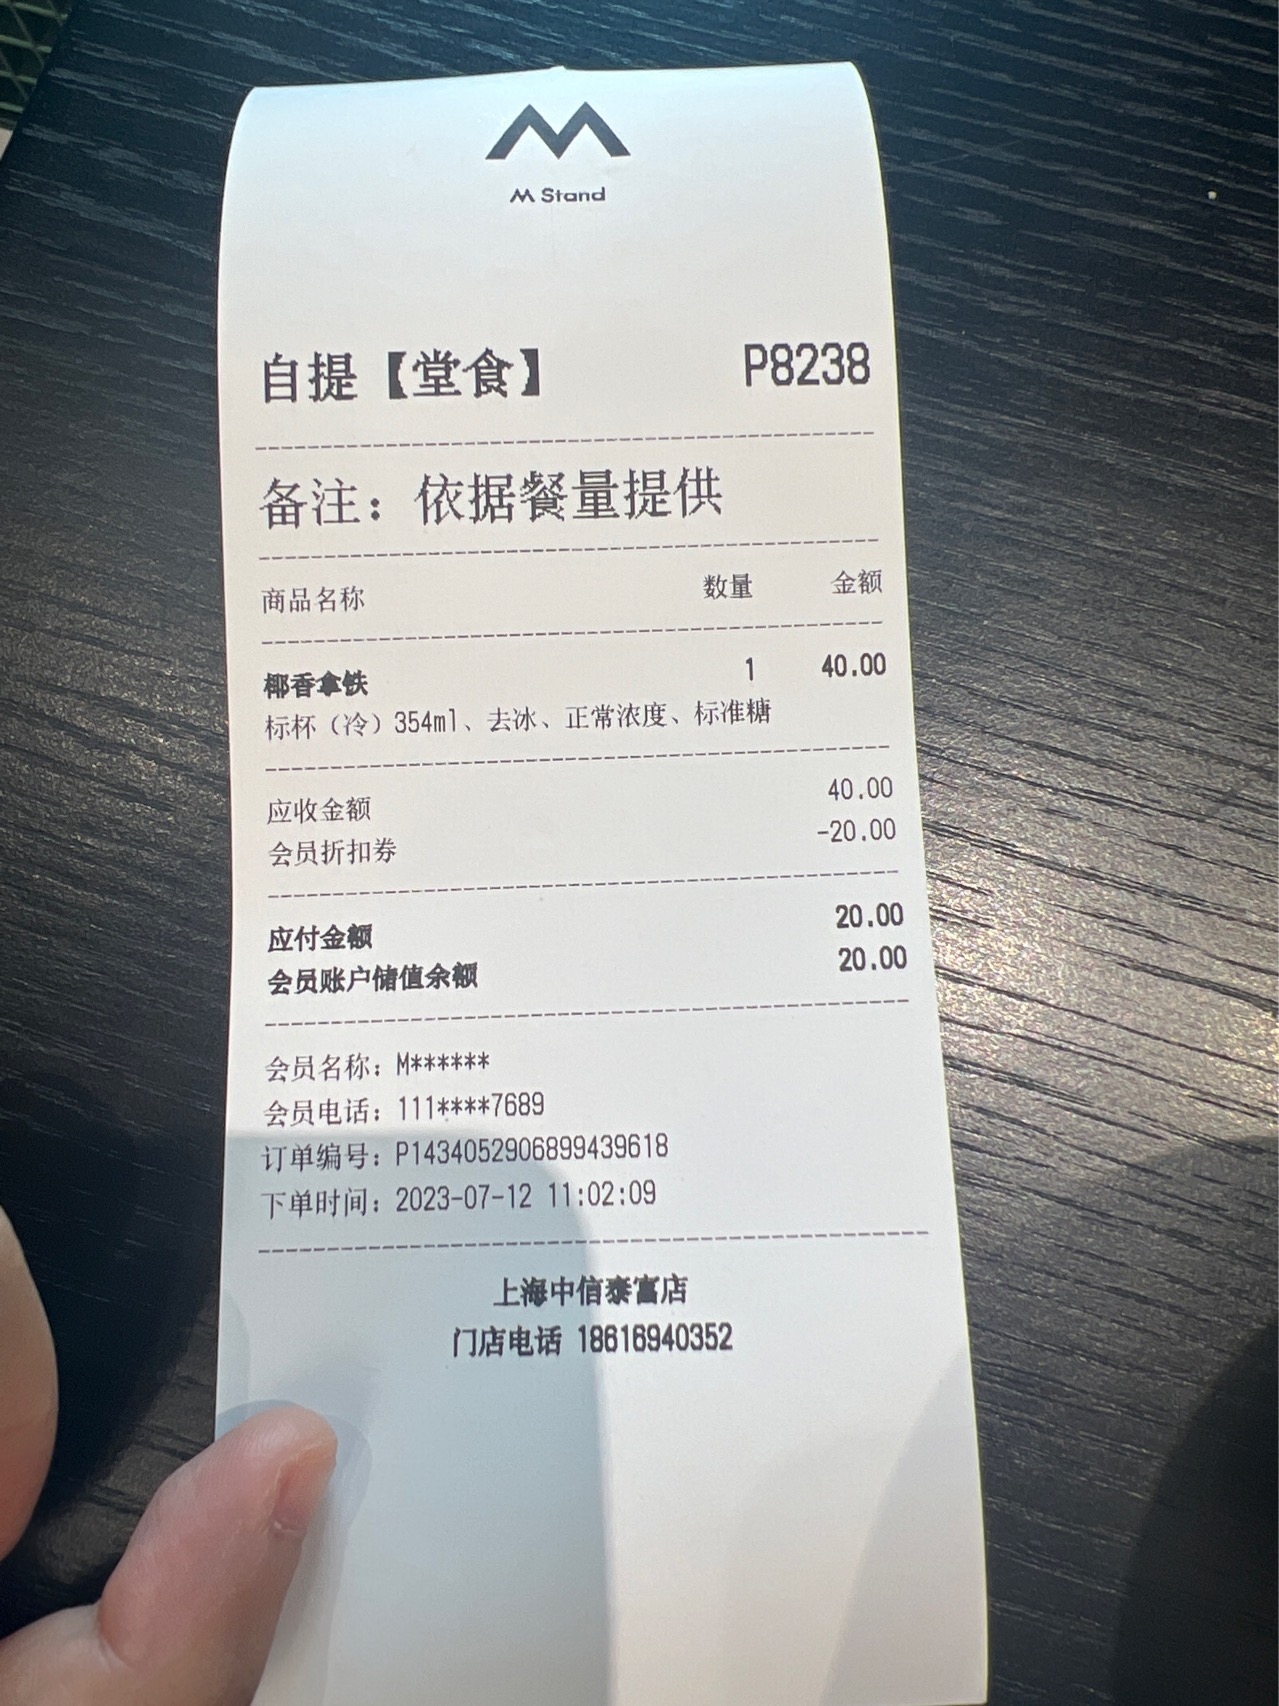 M Stand
自提【堂食】 P8238
备注：依据餐量提供
商品名称 数量 金额
椰香拿铁 1 40.00
标杯（冷）354ml、去冰、正常浓度、标准糖
应收金额 40.00
会员折扣券 -20.00
应付金额 20.00
会员账户储值余额 20.00
会员名称：M******
会员电话：111****7689
订单编号：P1434052906899439618
下单时间：2023-07-12 11:02:09
上海中信泰富店
门店电话 18616940352